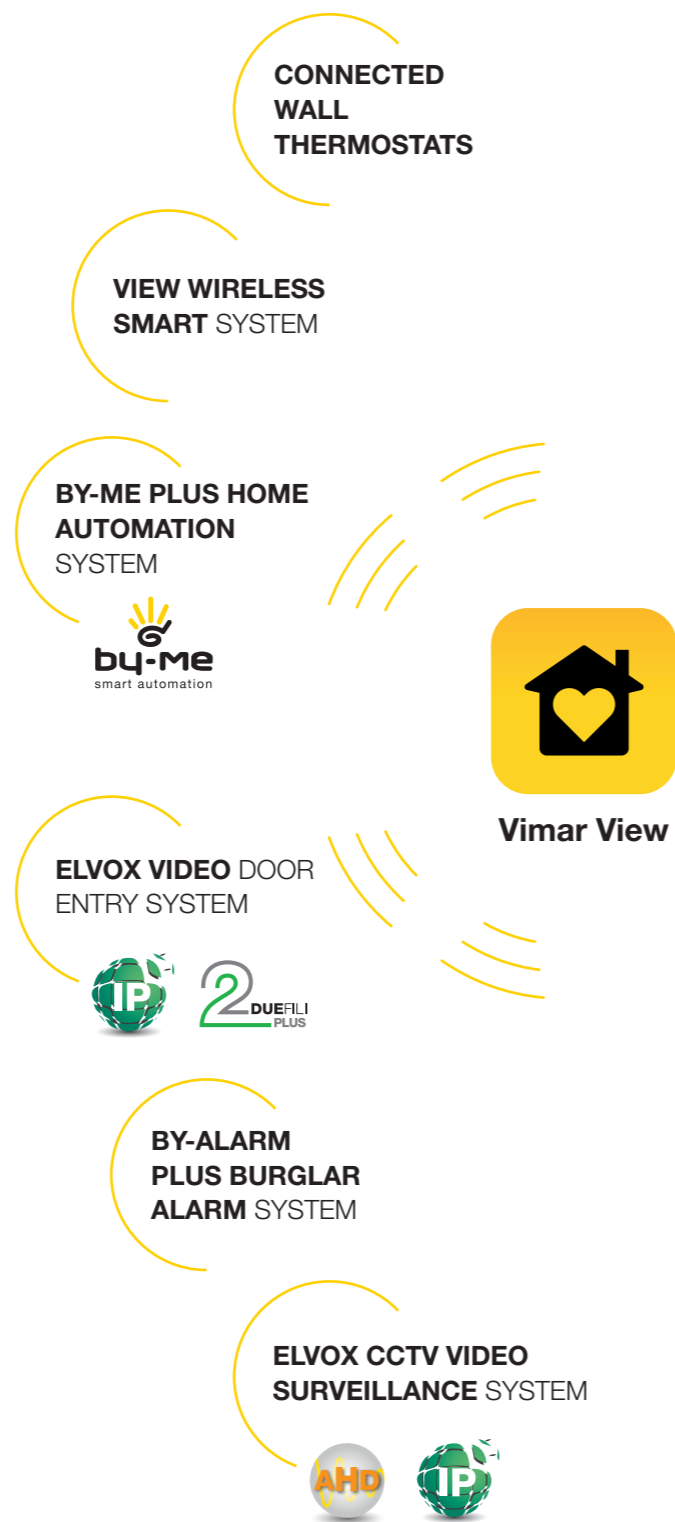 CONNECTED
WALL
THERMOSTATS
VIEW WIRELESS
SMART SYSTEM
BY-ME PLUS HOME
AUTOMATION
SYSTEM
by-me
smart automation
Vimar View
ELVOX VIDEO DOOR
ENTRY SYSTEM
IP
2 DUEFILI
PLUS
BY-ALARM
PLUS BURGLAR
ALARM SYSTEM
ELVOX CCTV VIDEO
SURVEILLANCE SYSTEM
AHD
IP